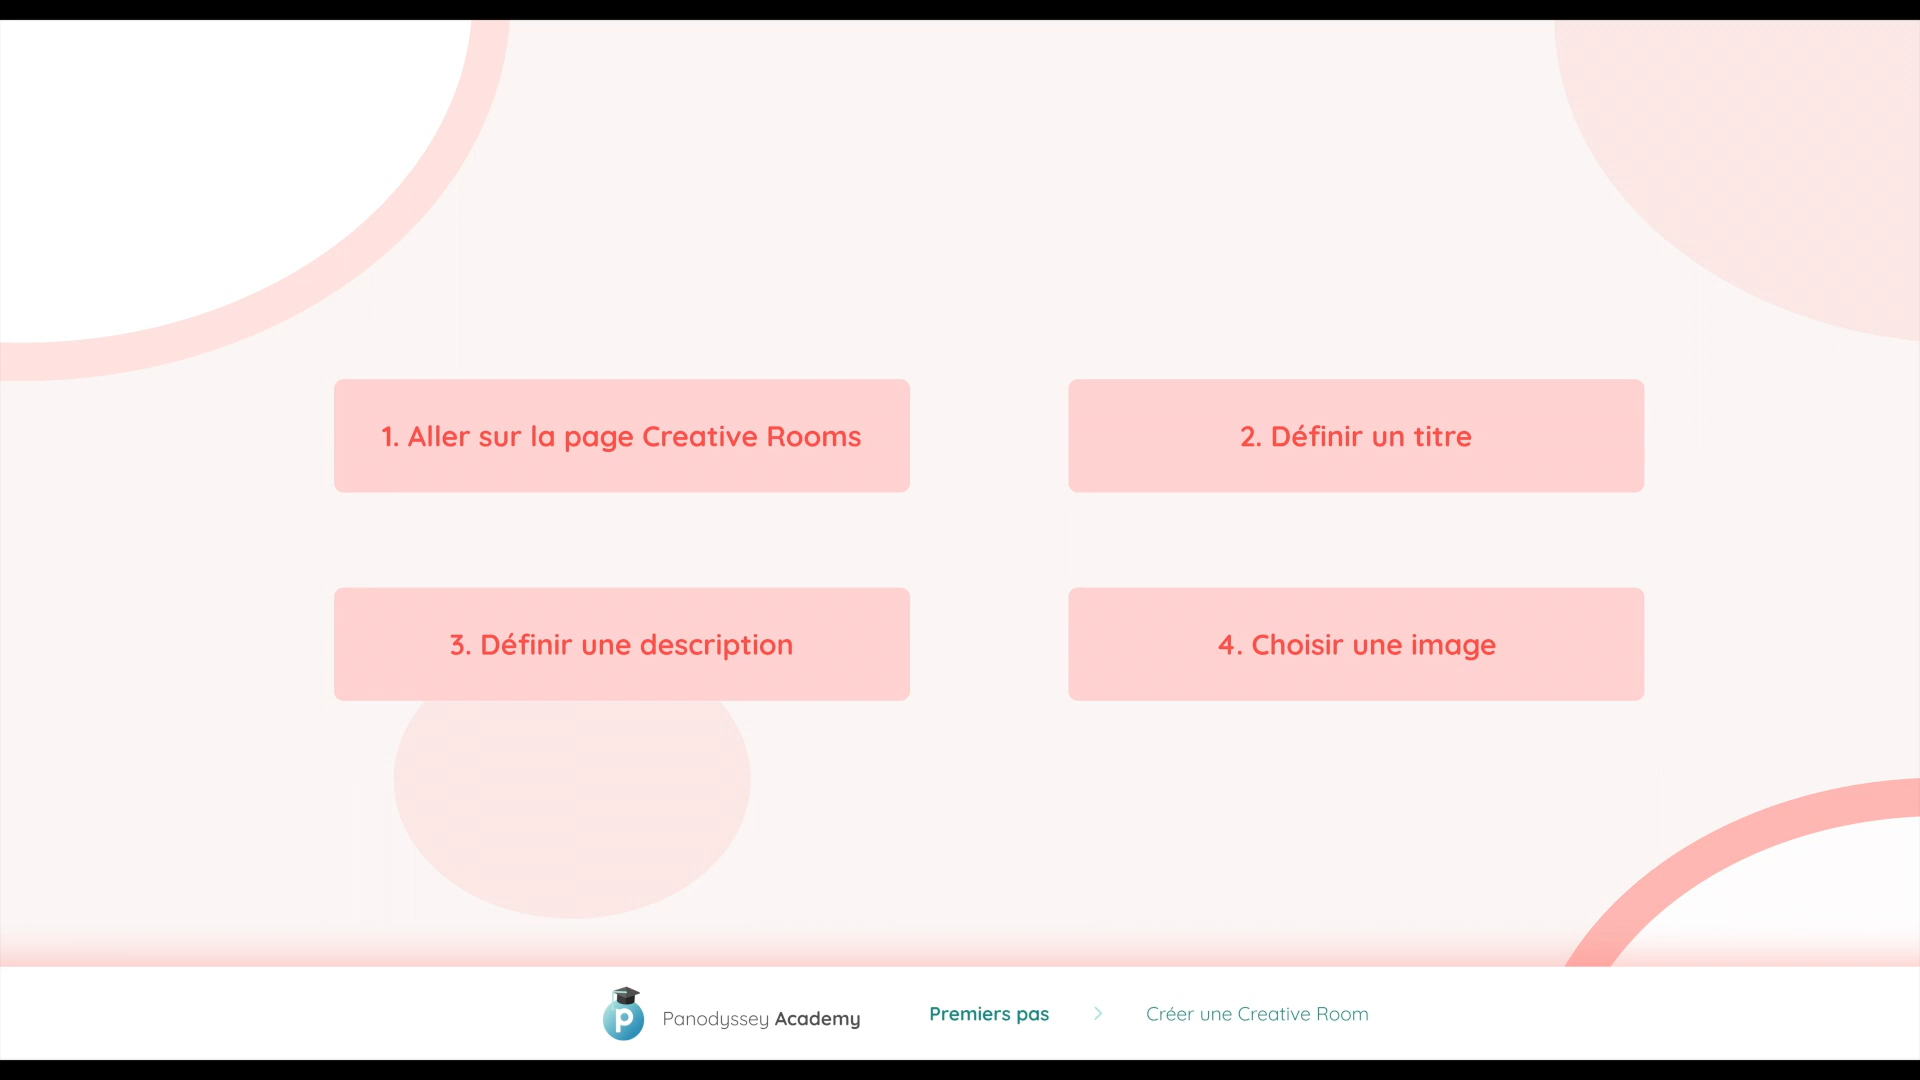 1. Aller sur la page Creative Rooms
2. Définir un titre
3. Définir une description
4. Choisir une image
p
Panodyssey Academy
Premiers pas > Créer une Creative Room